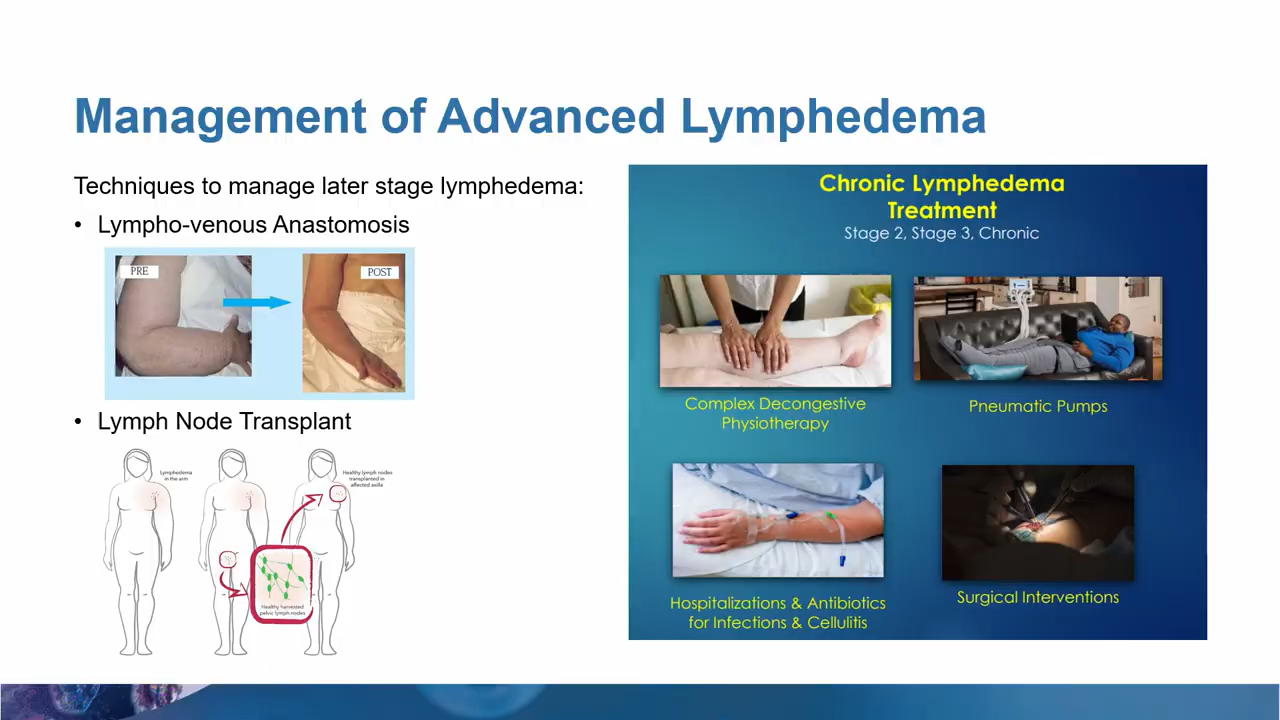 Management of Advanced Lymphedema
Techniques to manage later stage lymphedema:
• Lympho-venous Anastomosis
PRE
POST
• Lymph Node Transplant
Lymphedema
in the arm
Healthy lymph nodes
transplanted in
affected axilla
Healthy harvested
pelvic lymph nodes
Chronic Lymphedema
Treatment
Stage 2, Stage 3, Chronic
Complex Decongestive
Physiotherapy
Pneumatic Pumps
Hospitalizations & Antibiotics
for Infections & Cellulitis
Surgical Interventions